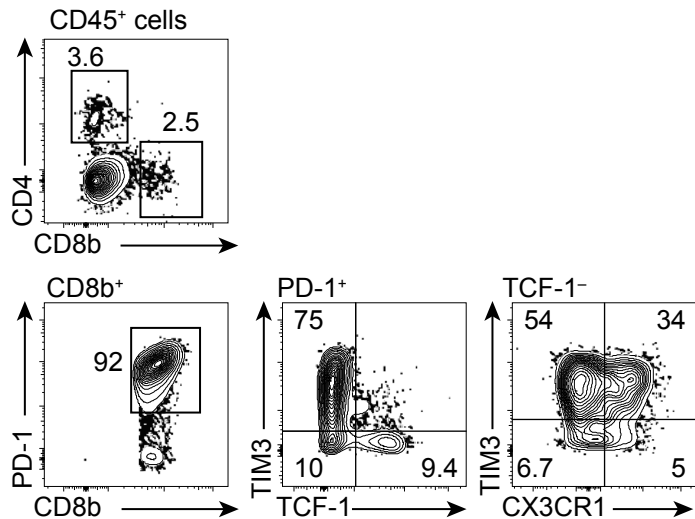 CD45⁺ cells
3.6
2.5
CD4
CD8b
CD8b⁺
92
PD-1
CD8b
PD-1⁺
75
10
9.4
TIM3
TCF-1
TCF-1⁻
54
34
6.7
5
TIM3
CX3CR1